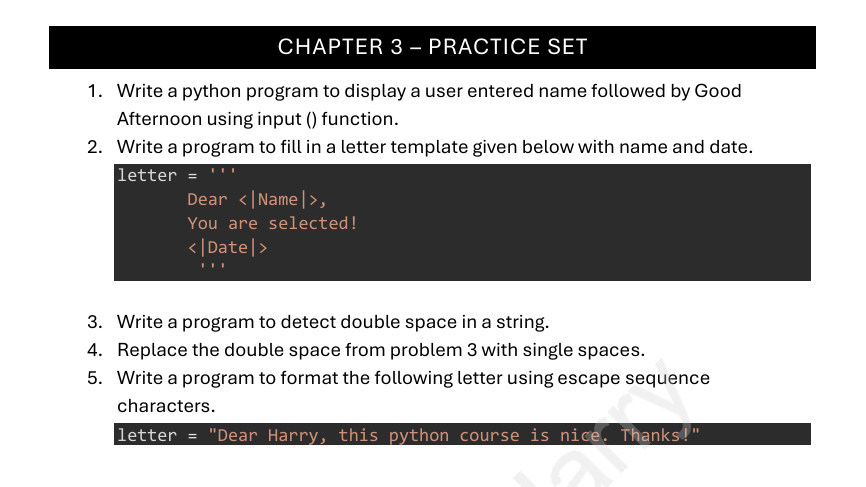 CHAPTER 3 – PRACTICE SET
1. Write a python program to display a user entered name followed by Good
Afternoon using input () function.
2. Write a program to fill in a letter template given below with name and date.
letter = '''
Dear <|Name|>,
You are selected!
<|Date|>
'''
3. Write a program to detect double space in a string.
4. Replace the double space from problem 3 with single spaces.
5. Write a program to format the following letter using escape sequence
characters.
letter = "Dear Harry, this python course is nice. Thanks!"